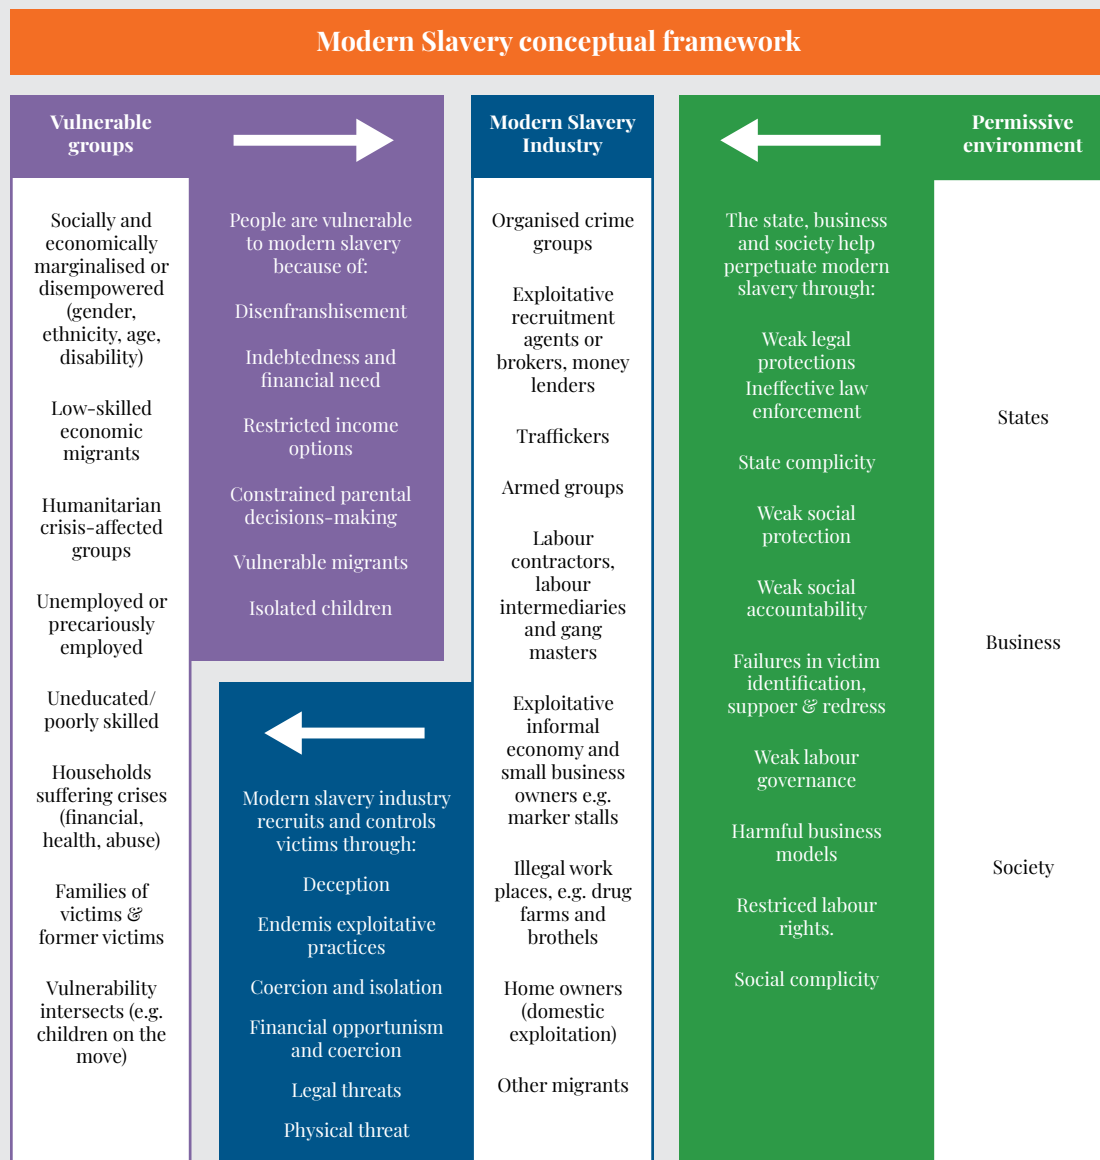 Modern Slavery conceptual framework
Vulnerable
groups
Socially and
economically
marginalised or
disempowered
(gender,
ethnicity, age,
disability)
Low-skilled
economic
migrants
Humanitarian
crisis-affected
groups
Unemployed or
precariously
employed
Uneducated/
poorly skilled
Households
suffering crises
(financial,
health, abuse)
Families of
victims &
former victims
Vulnerability
intersects (e.g.
children on the
move)
People are vulnerable
to modern slavery
because of:
Disenfranshisement
Indebtedness and
financial need
Restricted income
options
Constrained parental
decisions-making
Vulnerable migrants
Isolated children
Modern slavery industry
recruits and controls
victims through:
Deception
Endemis exploitative
practices
Coercion and isolation
Financial opportunism
and coercion
Legal threats
Physical threat
Modern Slavery
Industry
Organised crime
groups
Exploitative
recruitment
agents or
brokers, money
lenders
Traffickers
Armed groups
Labour
contractors,
labour
intermediaries
and gang
masters
Exploitative
informal
economy and
small business
owners e.g.
marker stalls
Illegal work
places, e.g. drug
farms and
brothels
Home owners
(domestic
exploitation)
Other migrants
The state, business
and society help
perpetuate modern
slavery through:
Weak legal
protections
Ineffective law
enforcement
State complicity
Weak social
protection
Weak social
accountability
Failures in victim
identification,
suppoer & redress
Weak labour
governance
Harmful business
models
Restriced labour
rights.
Social complicity
Permissive
environment
States
Business
Society